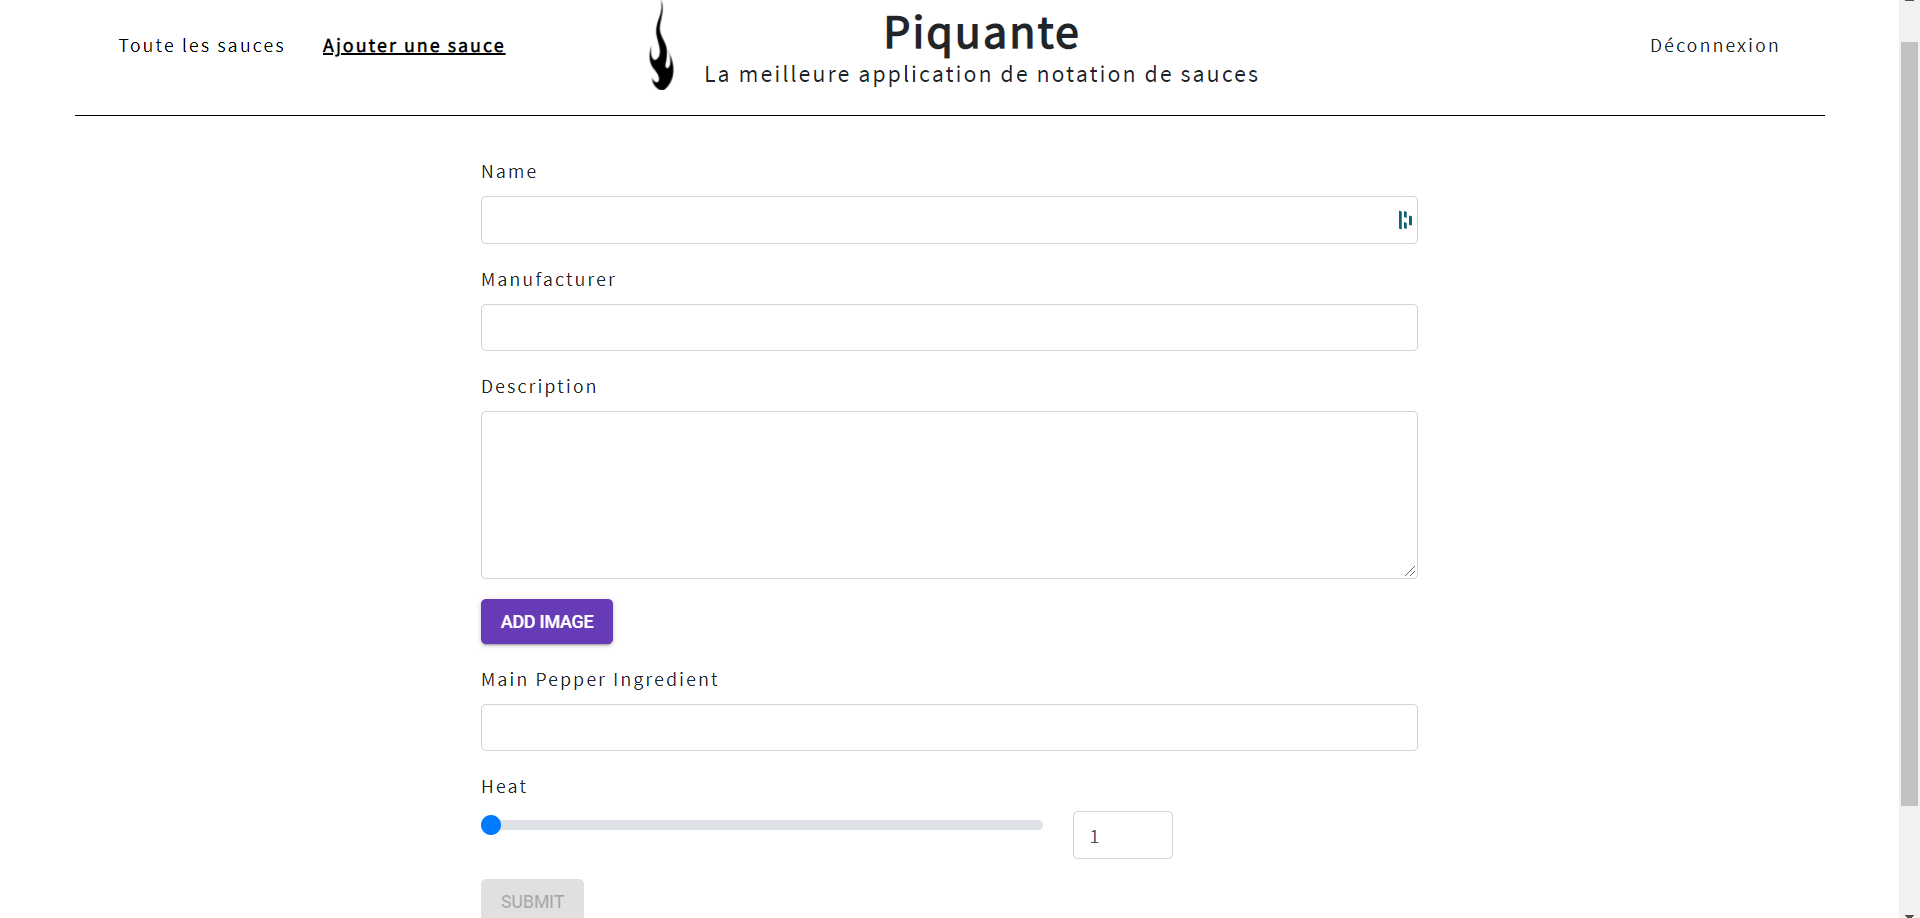 Toute les sauces
Ajouter une sauce
Piquante
La meilleure application de notation de sauces
Déconnexion
Name
Manufacturer
Description
ADD IMAGE
Main Pepper Ingredient
Heat
1
SUBMIT